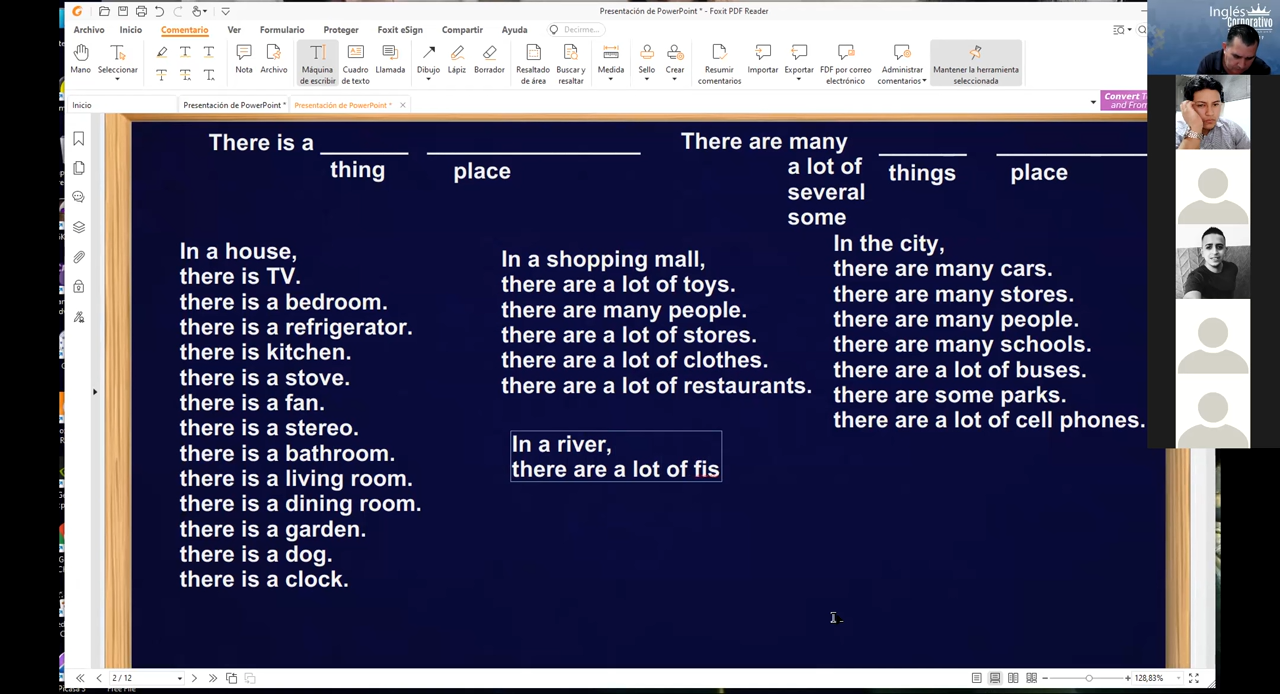 Presentación de PowerPoint * - Foxit PDF Reader
Archivo Inicio Comentario Ver Formulario Proteger Foxit eSign Compartir Ayuda Decirme...
Mano Seleccionar Nota Archivo Máquina de escribir Cuadro de texto Llamada Dibujo Lápiz Borrador Resaltado de área Buscar y resaltar Medida Sello Crear Resumir comentarios Importar Exportar FDF por correo electrónico Administrar comentarios Mantener la herramienta seleccionada
Inicio Presentación de PowerPoint * Presentación de PowerPoint *
Convert
and From
Inglés
Corporativo
There is a
thing place
There are many
a lot of
several
some
things place
In a house,
there is TV.
there is a bedroom.
there is a refrigerator.
there is kitchen.
there is a stove.
there is a fan.
there is a stereo.
there is a bathroom.
there is a living room.
there is a dining room.
there is a garden.
there is a dog.
there is a clock.
In a shopping mall,
there are a lot of toys.
there are many people.
there are a lot of stores.
there are a lot of clothes.
there are a lot of restaurants.
In a river,
there are a lot of fis
In the city,
there are many cars.
there are many stores.
there are many people.
there are many schools.
there are a lot of buses.
there are some parks.
there are a lot of cell phones.
2 / 12
128,83%
Free File